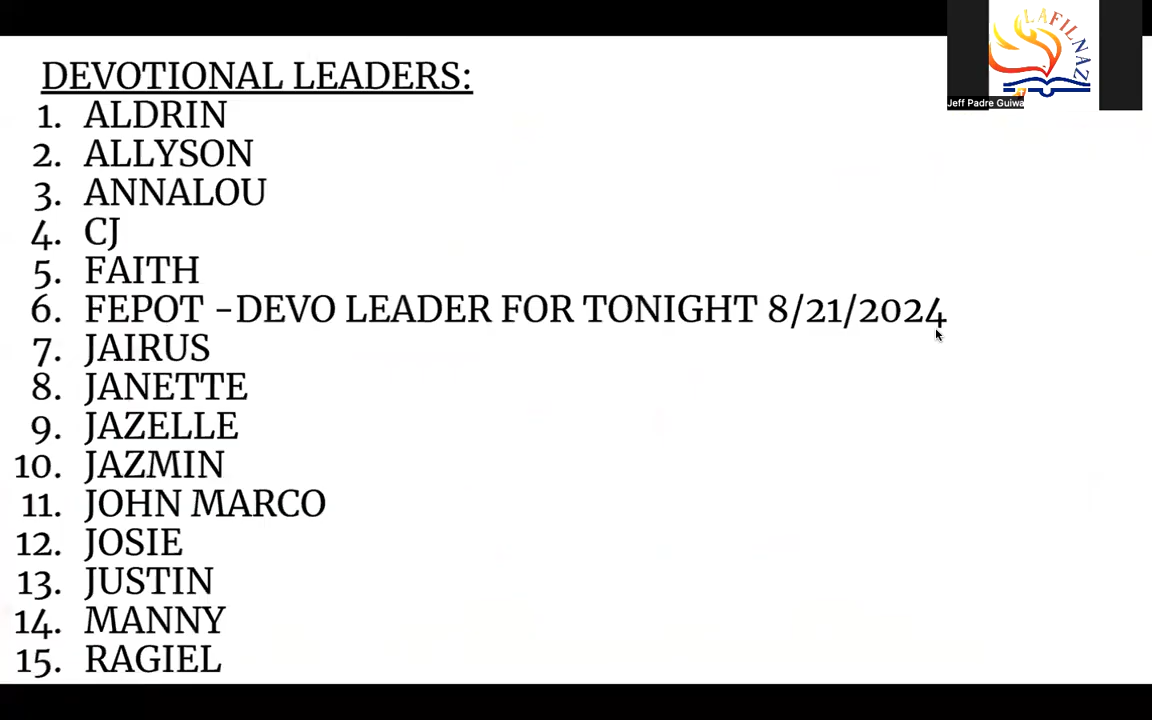 DEVOTIONAL LEADERS:
1. ALDRIN
2. ALLYSON
3. ANNALOU
4. CJ
5. FAITH
6. FEPOT -DEVO LEADER FOR TONIGHT 8/21/2024
7. JAIRUS
8. JANETTE
9. JAZELLE
10. JAZMIN
11. JOHN MARCO
12. JOSIE
13. JUSTIN
14. MANNY
15. RAGIEL
LAFILNAZ
Jeff Padre Guiwa